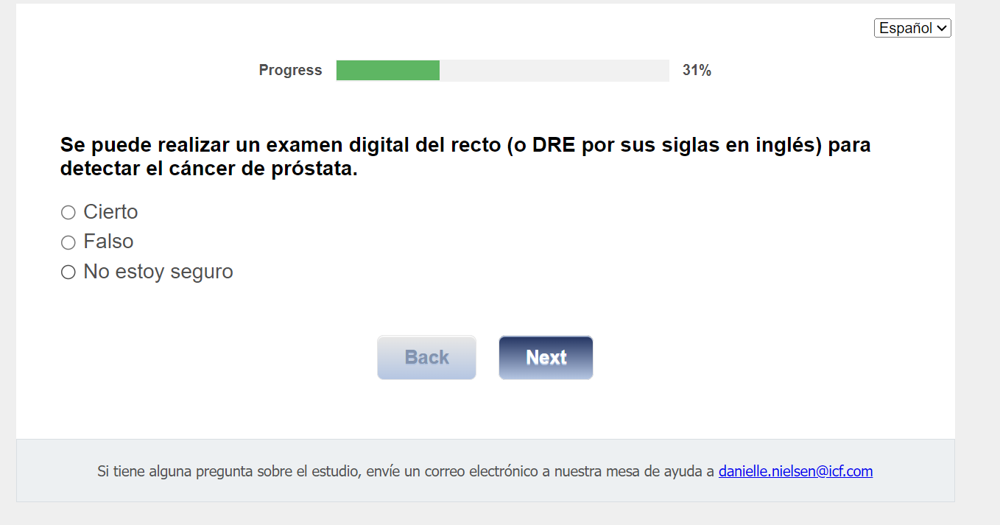 Español
Progress 31%
Se puede realizar un examen digital del recto (o DRE por sus siglas en inglés) para
detectar el cáncer de próstata.
Cierto
Falso
No estoy seguro
Back Next
Si tiene alguna pregunta sobre el estudio, envíe un correo electrónico a nuestra mesa de ayuda a danielle.nielsen@icf.com